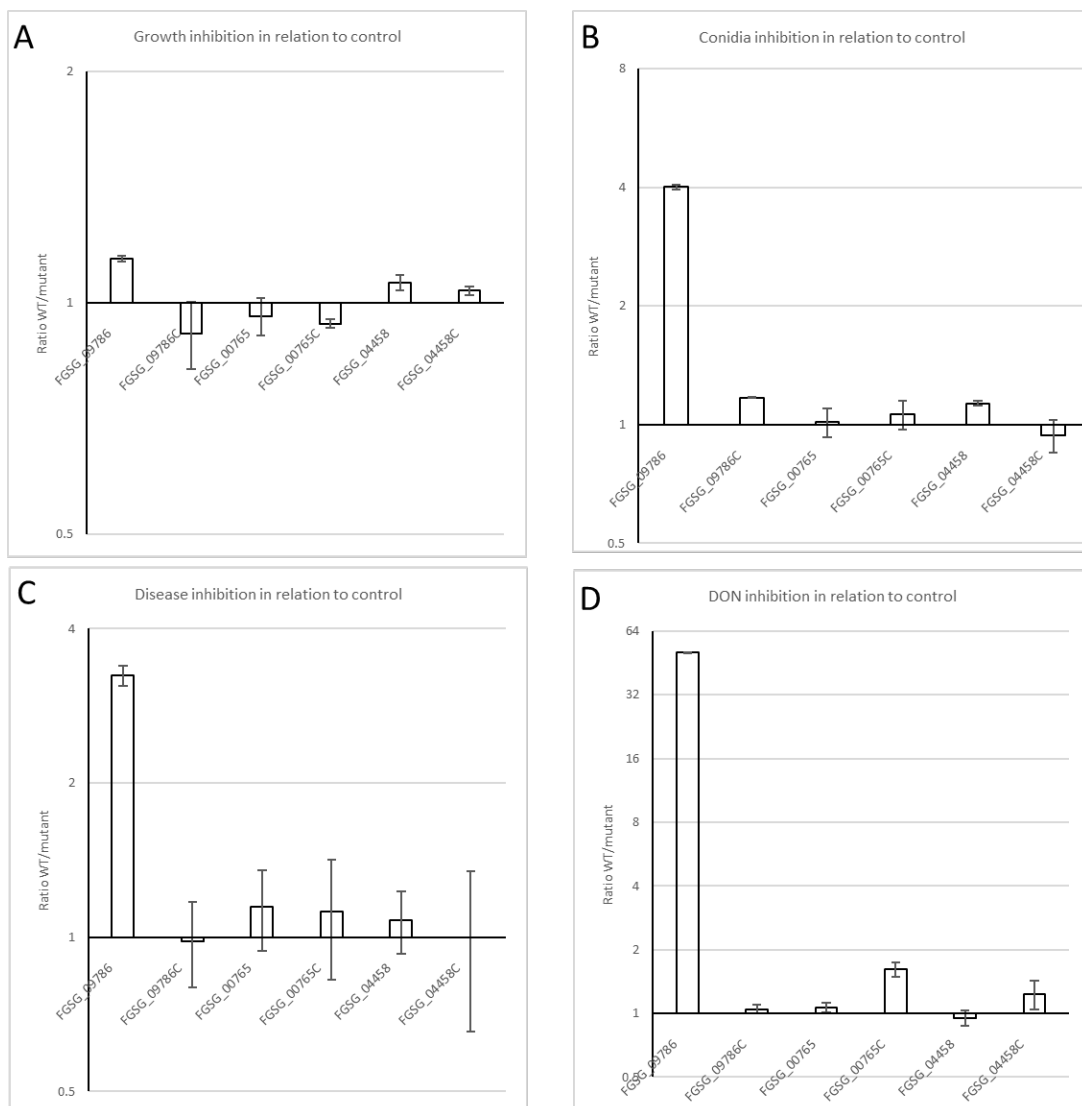 A
Growth inhibition in relation to control
2
1
0.5
Ratio WT/mutant
FGSG_09786
FGSG_09786C
FGSG_00765
FGSG_00765C
FGSG_04458
FGSG_04458C
B
Conidia inhibition in relation to control
8
4
2
1
0.5
Ratio WT/mutant
FGSG_09786
FGSG_09786C
FGSG_00765
FGSG_00765C
FGSG_04458
FGSG_04458C
C
Disease inhibition in relation to control
4
2
1
0.5
Ratio WT/mutant
FGSG_09786
FGSG_09786C
FGSG_00765
FGSG_00765C
FGSG_04458
FGSG_04458C
D
DON inhibition in relation to control
64
32
16
8
4
2
1
0.5
Ratio WT/mutant
FGSG_09786
FGSG_09786C
FGSG_00765
FGSG_00765C
FGSG_04458
FGSG_04458C